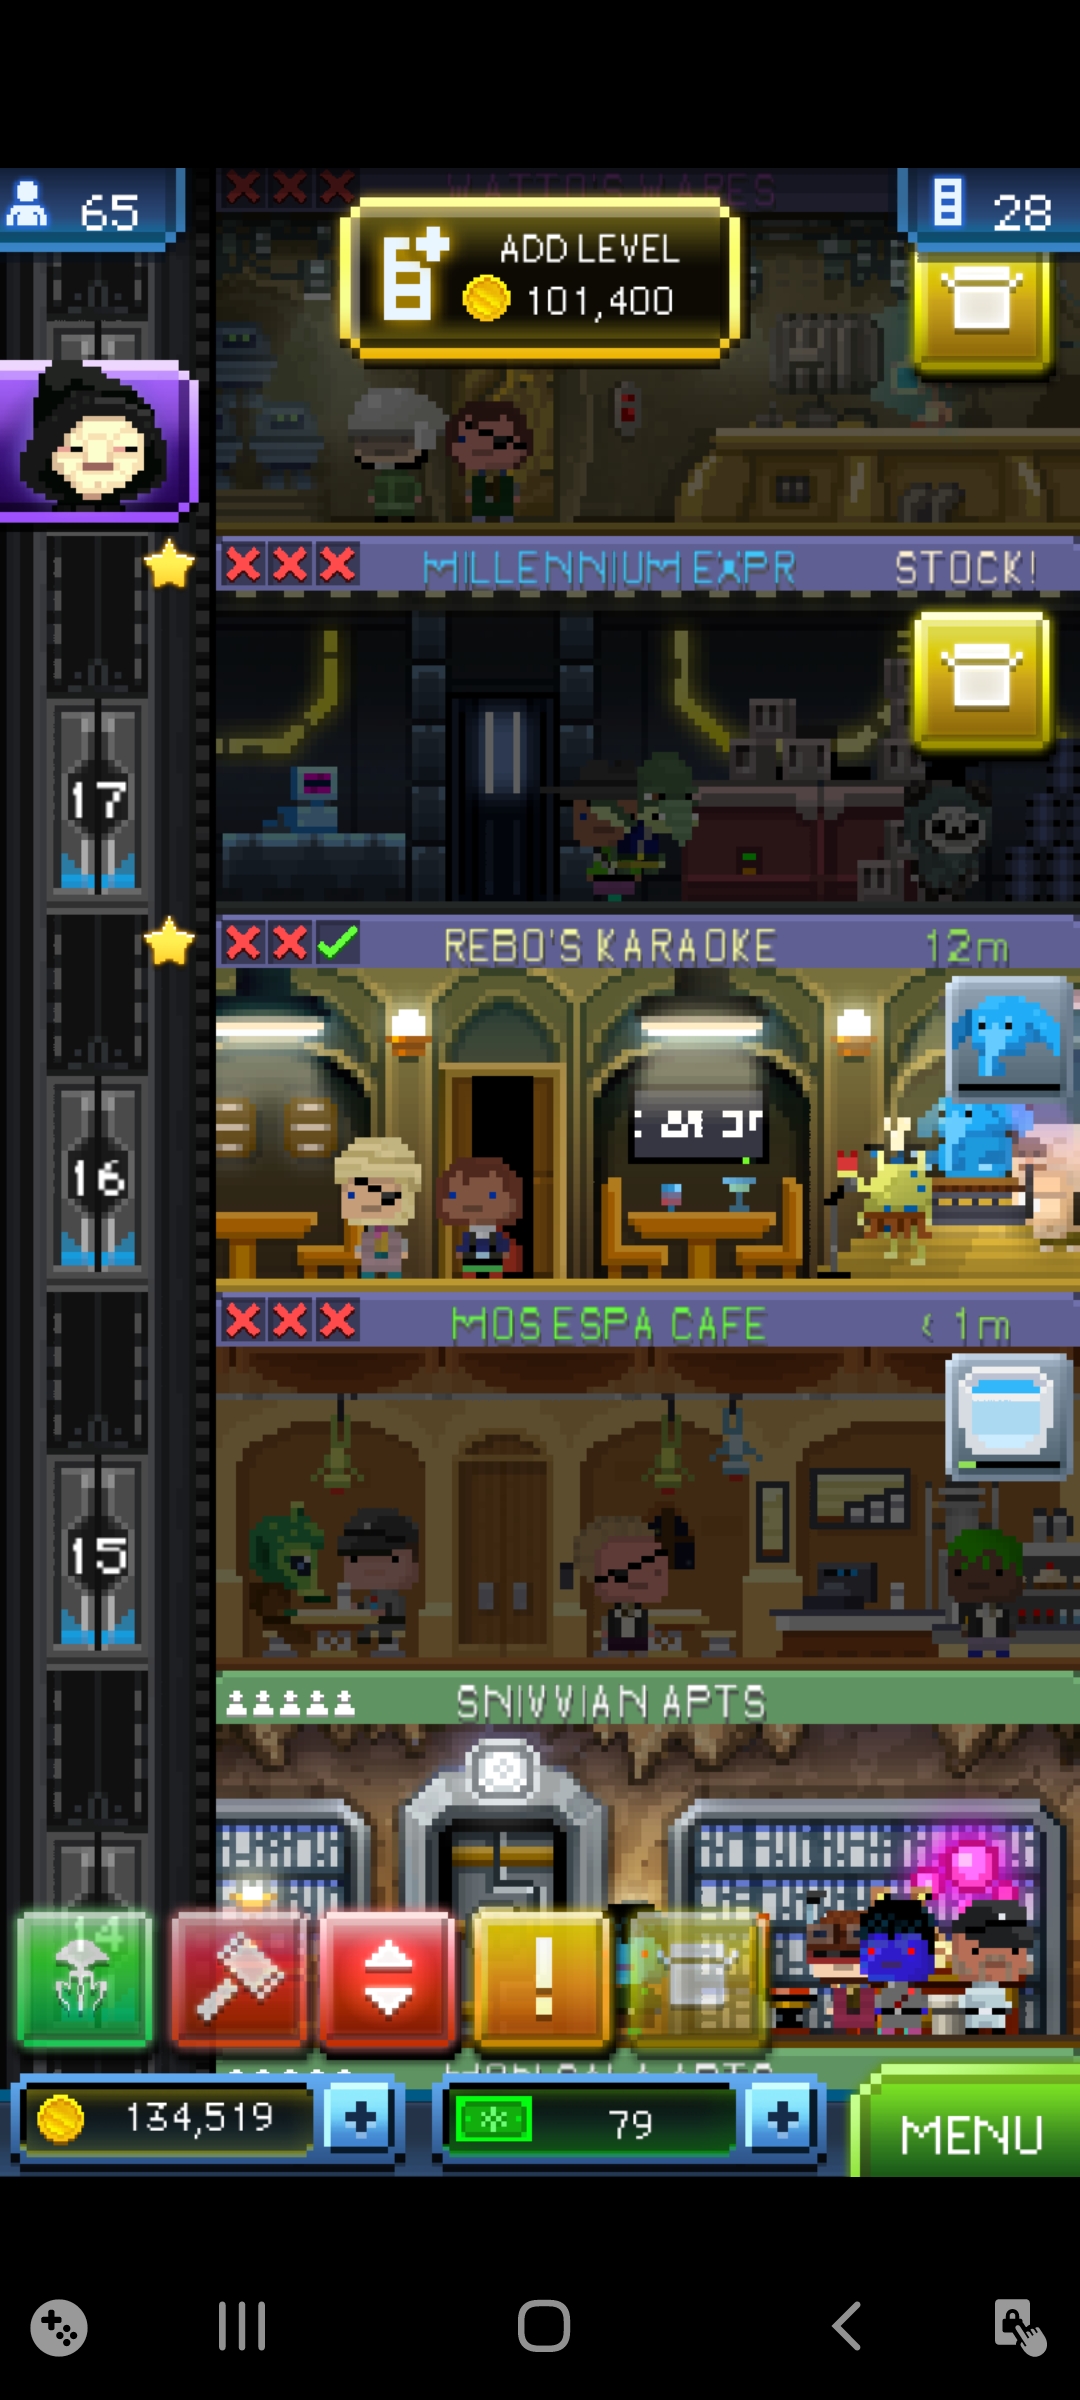 WATTO'S WARES
65
28
ADD LEVEL
101,400
MILLENNIUM EXPR STOCK!
17
REBO'S KARAOKE 12m
16
MOS ESPA CAFE < 1m
15
SNIVVIAN APTS
14
134,519
79
MENU